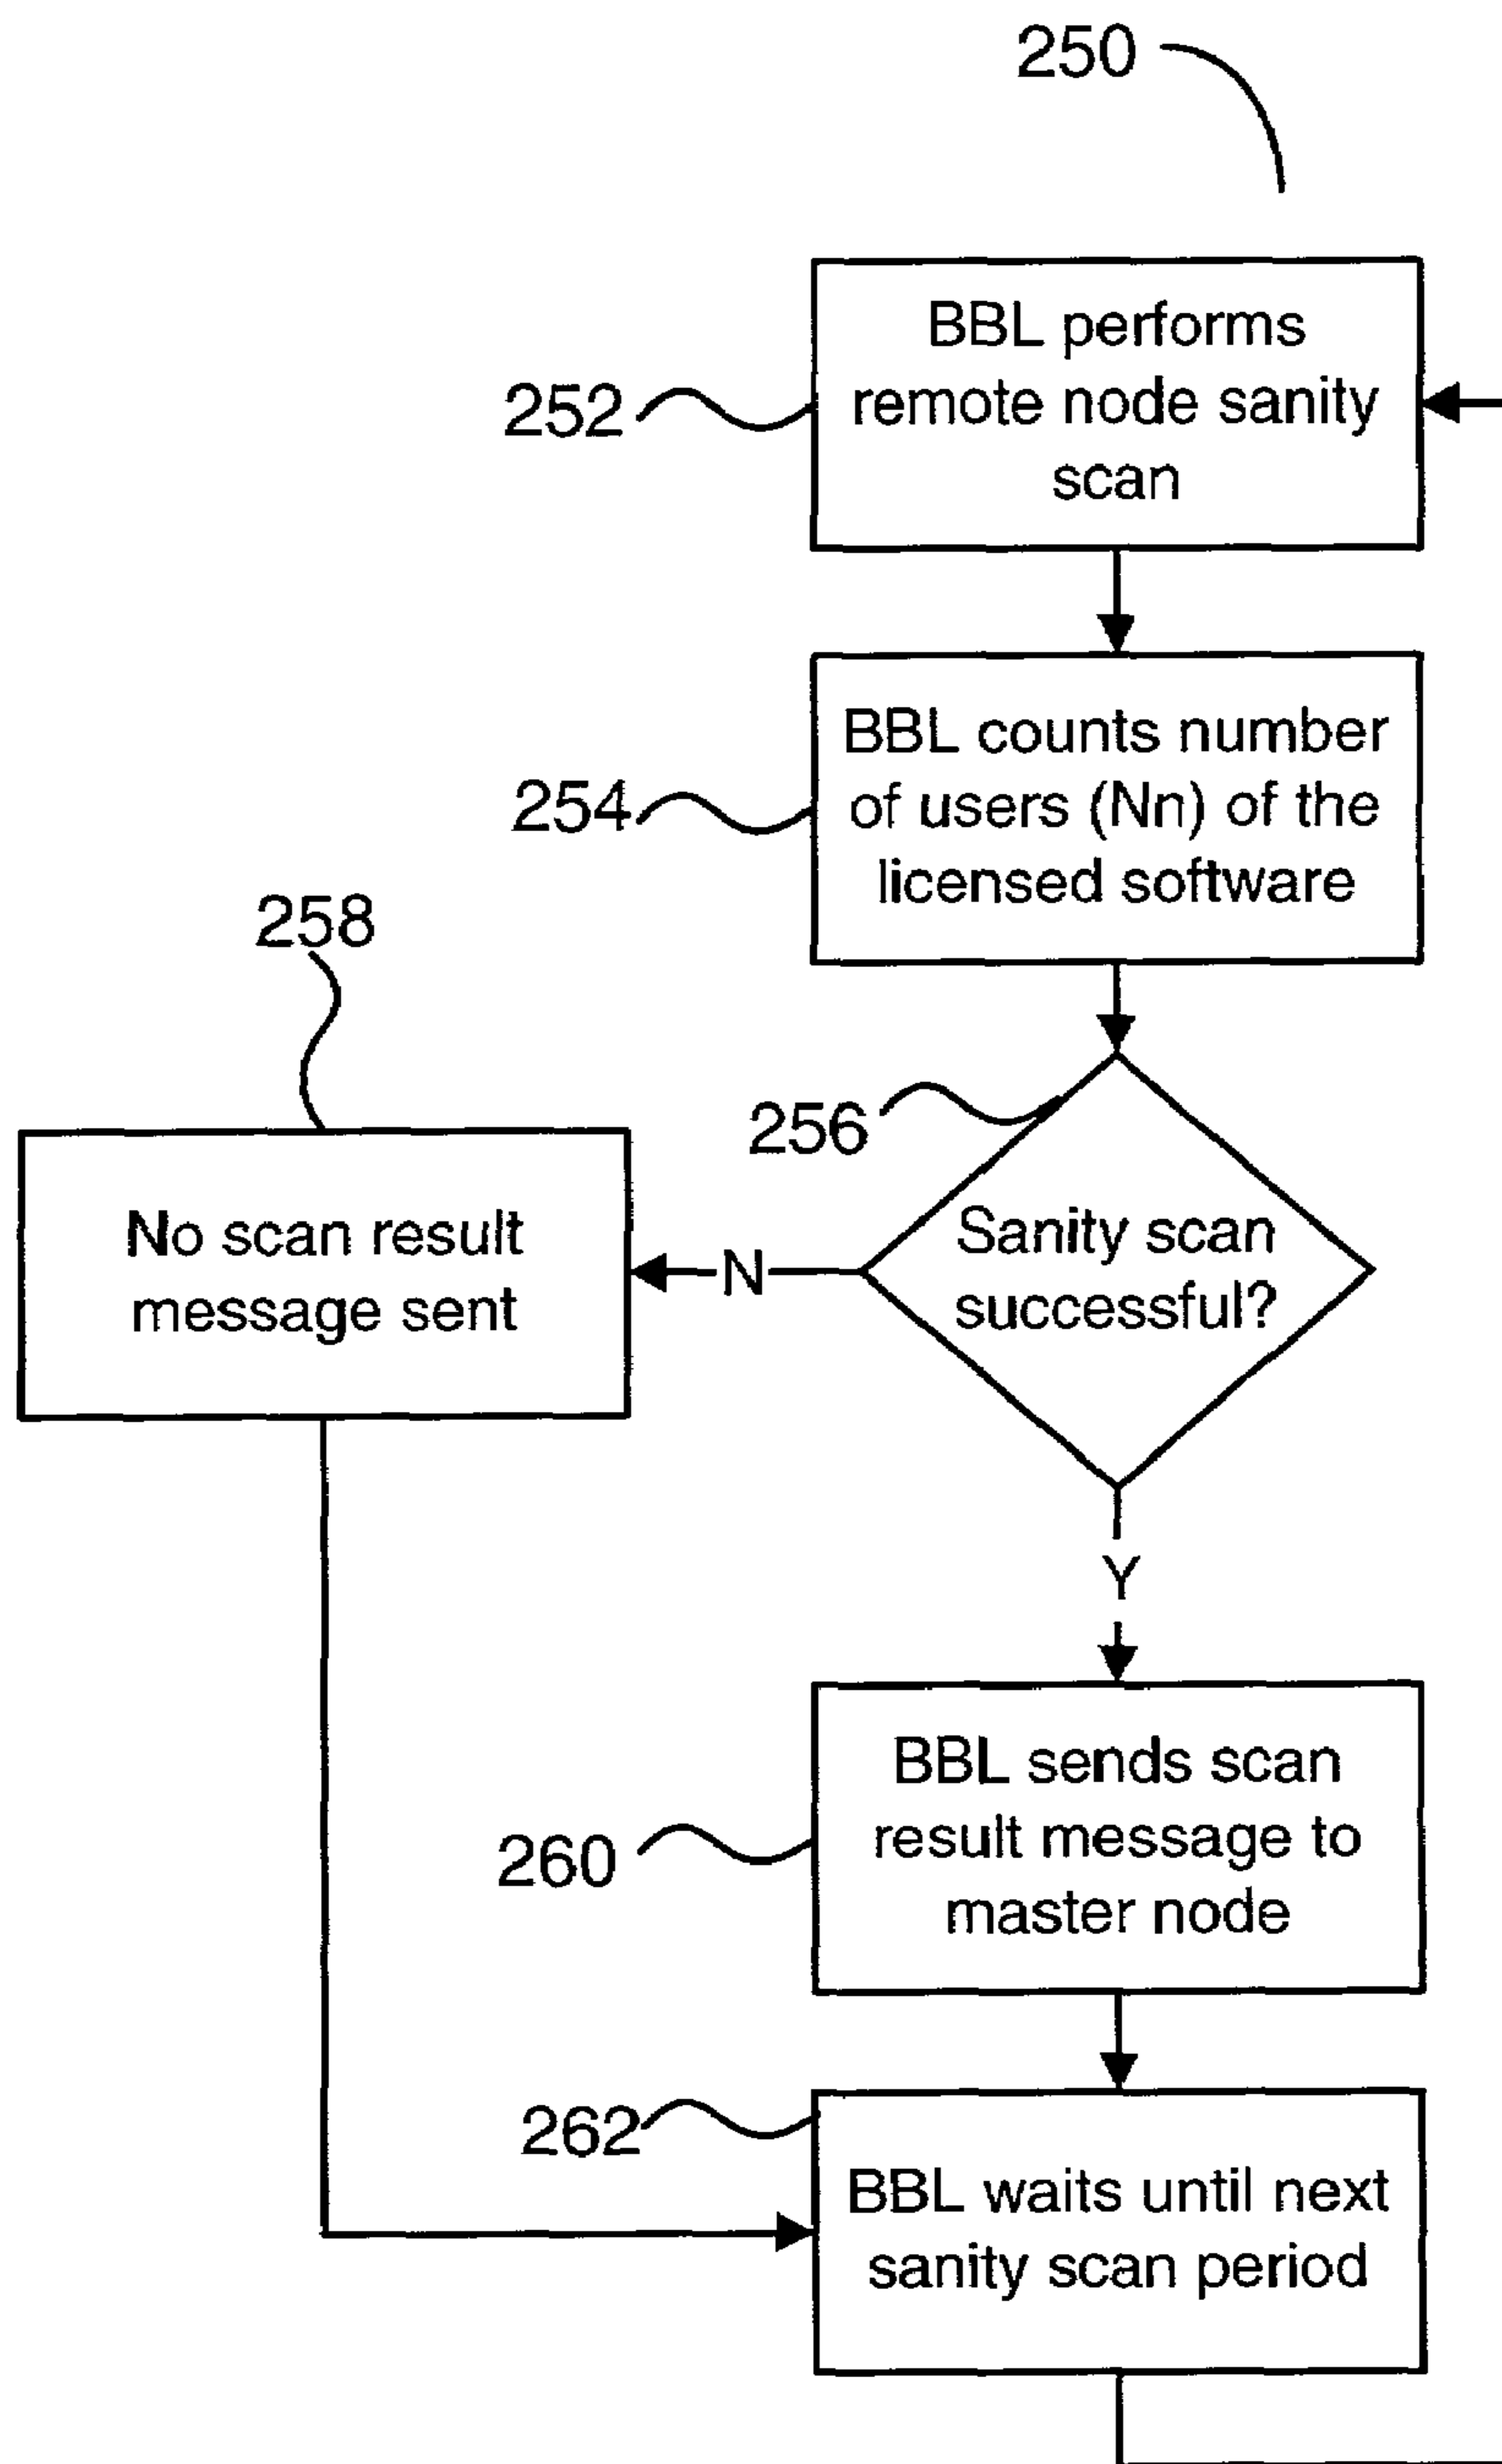 250
BBL performs
remote node sanity
scan
252
BBL counts number
of users (Nn) of the
licensed software
254
258
256
No scan result
message sent
N
Sanity scan
successful?
Y
BBL sends scan
result message to
master node
260
262
BBL waits until next
sanity scan period